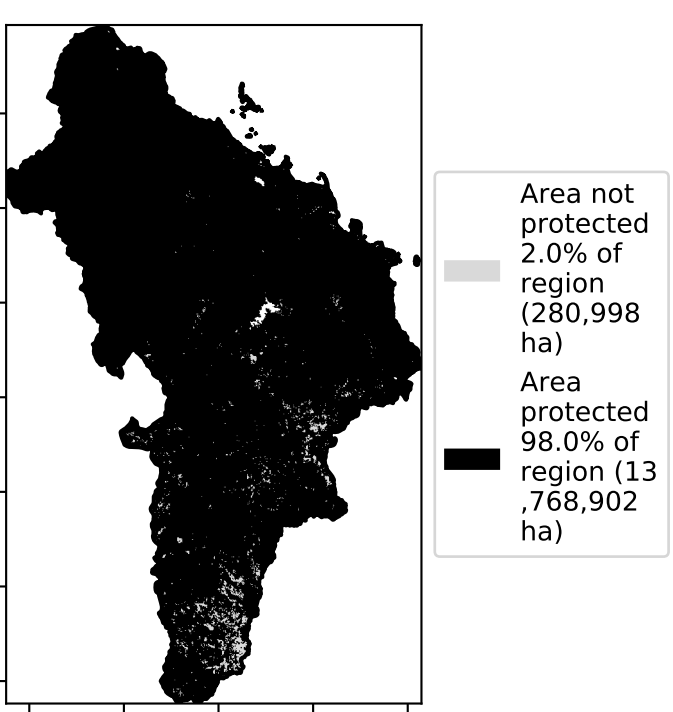 Area not
protected
2.0% of
region
(280,998
ha)
Area
protected
98.0% of
region (13
,768,902
ha)